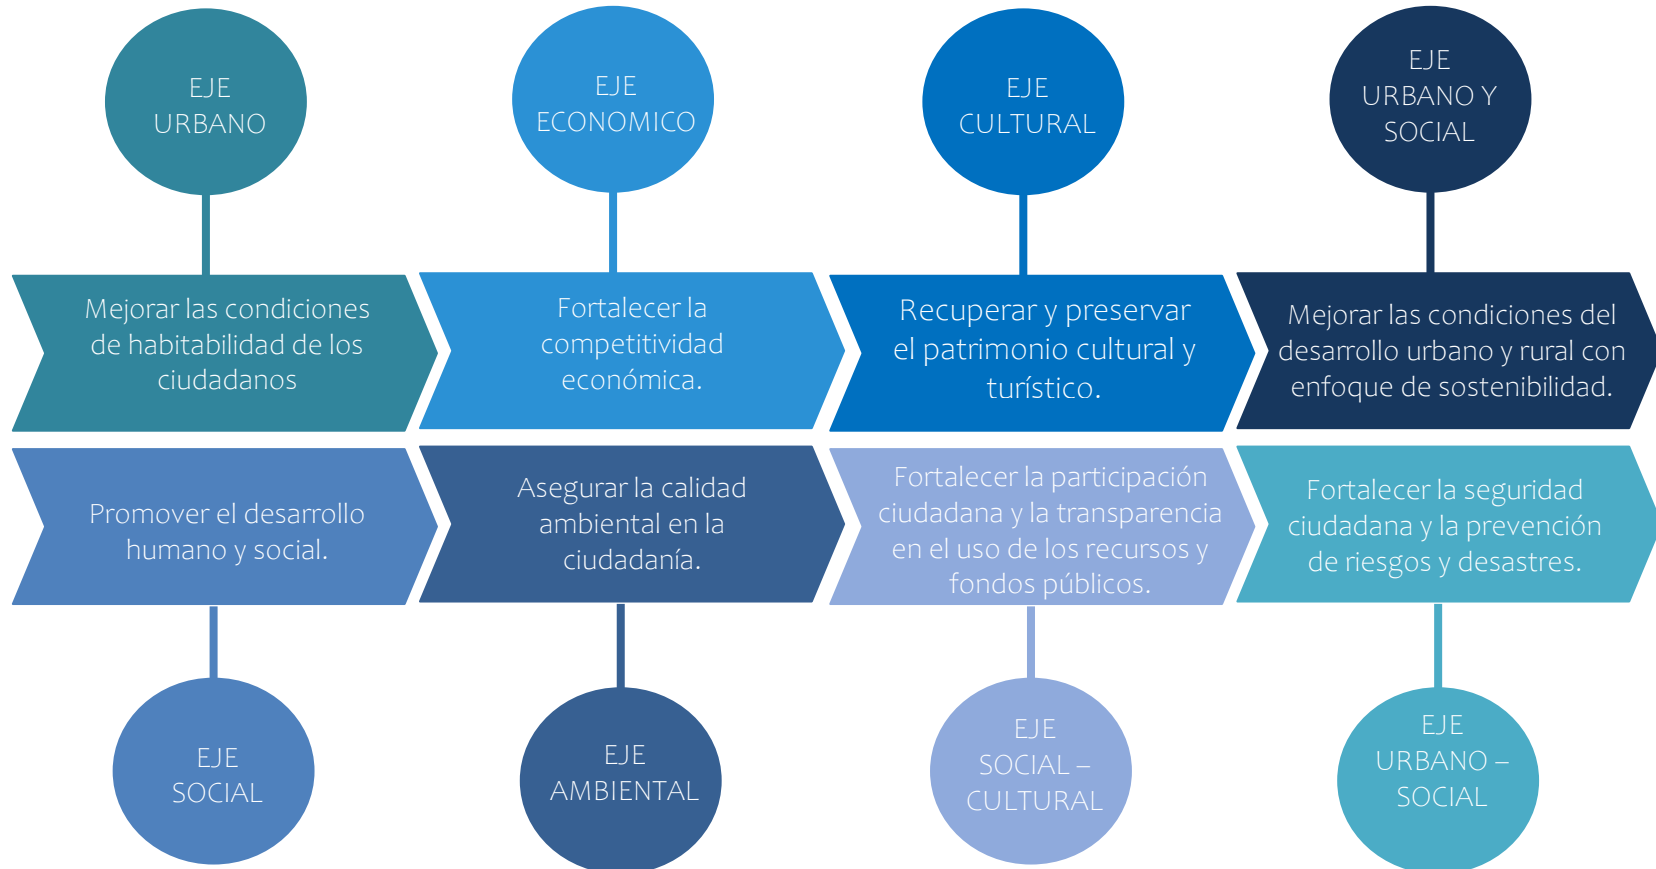 EJE
URBANO
EJE
ECONOMICO
EJE
CULTURAL
EJE
URBANO Y
SOCIAL
Mejorar las condiciones
de habitabilidad de los
ciudadanos
Fortalecer la
competitividad
económica.
Recuperar y preservar
el patrimonio cultural y
turístico.
Mejorar las condiciones del
desarrollo urbano y rural con
enfoque de sostenibilidad.
Promover el desarrollo
humano y social.
Asegurar la calidad
ambiental en la
ciudadanía.
Fortalecer la participación
ciudadana y la transparencia
en el uso de los recursos y
fondos públicos.
Fortalecer la seguridad
ciudadana y la prevención
de riesgos y desastres.
EJE
SOCIAL
EJE
AMBIENTAL
EJE
SOCIAL –
CULTURAL
EJE
URBANO –
SOCIAL